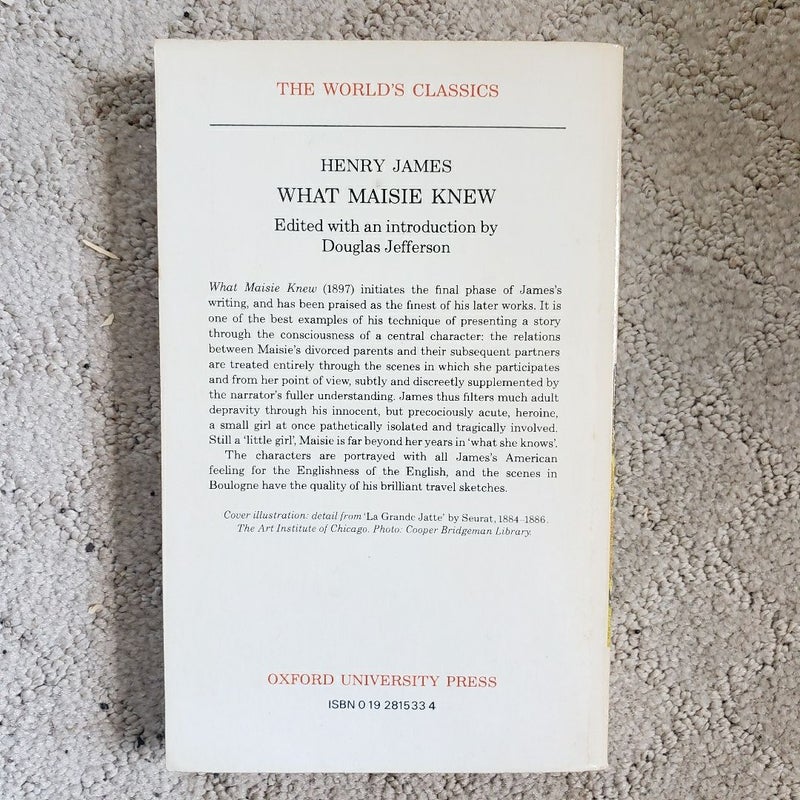 THE WORLD'S CLASSICS
HENRY JAMES
WHAT MAISIE KNEW
Edited with an introduction by
Douglas Jefferson
What Maisie Knew (1897) initiates the final phase of James's
writing, and has been praised as the finest of his later works. It is
one of the best examples of his technique of presenting a story
through the consciousness of a central character: the relations
between Maisie's divorced parents and their subsequent partners
are treated entirely through the scenes in which she participates
and from her point of view, subtly and discreetly supplemented by
the narrator's fuller understanding. James thus filters much adult
depravity through his innocent, but precociously acute, heroine,
a small girl at once pathetically isolated and tragically involved.
Still a 'little girl', Maisie is far beyond her years in 'what she knows'.
The characters are portrayed with all James's American
feeling for the Englishness of the English, and the scenes in
Boulogne have the quality of his brilliant travel sketches.
Cover illustration: detail from 'La Grande Jatte' by Seurat, 1884–1886.
The Art Institute of Chicago. Photo: Cooper Bridgeman Library.
OXFORD UNIVERSITY PRESS
ISBN 0 19 281533 4